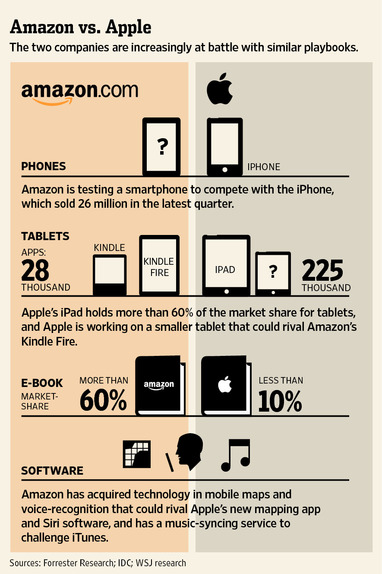 Amazon vs. Apple
The two companies are increasingly at battle with similar playbooks.
amazon.com
?
PHONES
IPHONE
Amazon is testing a smartphone to compete with the iPhone,
which sold 26 million in the latest quarter.
TABLETS
APPS:
28
THOUSAND
KINDLE
KINDLE
FIRE
IPAD
?
225
THOUSAND
Apple's iPad holds more than 60% of the market share for tablets,
and Apple is working on a smaller tablet that could rival Amazon's
Kindle Fire.
E-BOOK
MARKET-
SHARE
MORE THAN
60%
amazon
LESS THAN
10%
SOFTWARE
Amazon has acquired technology in mobile maps and
voice-recognition that could rival Apple's new mapping app
and Siri software, and has a music-syncing service to
challenge iTunes.
Sources: Forrester Research; IDC; WSJ research